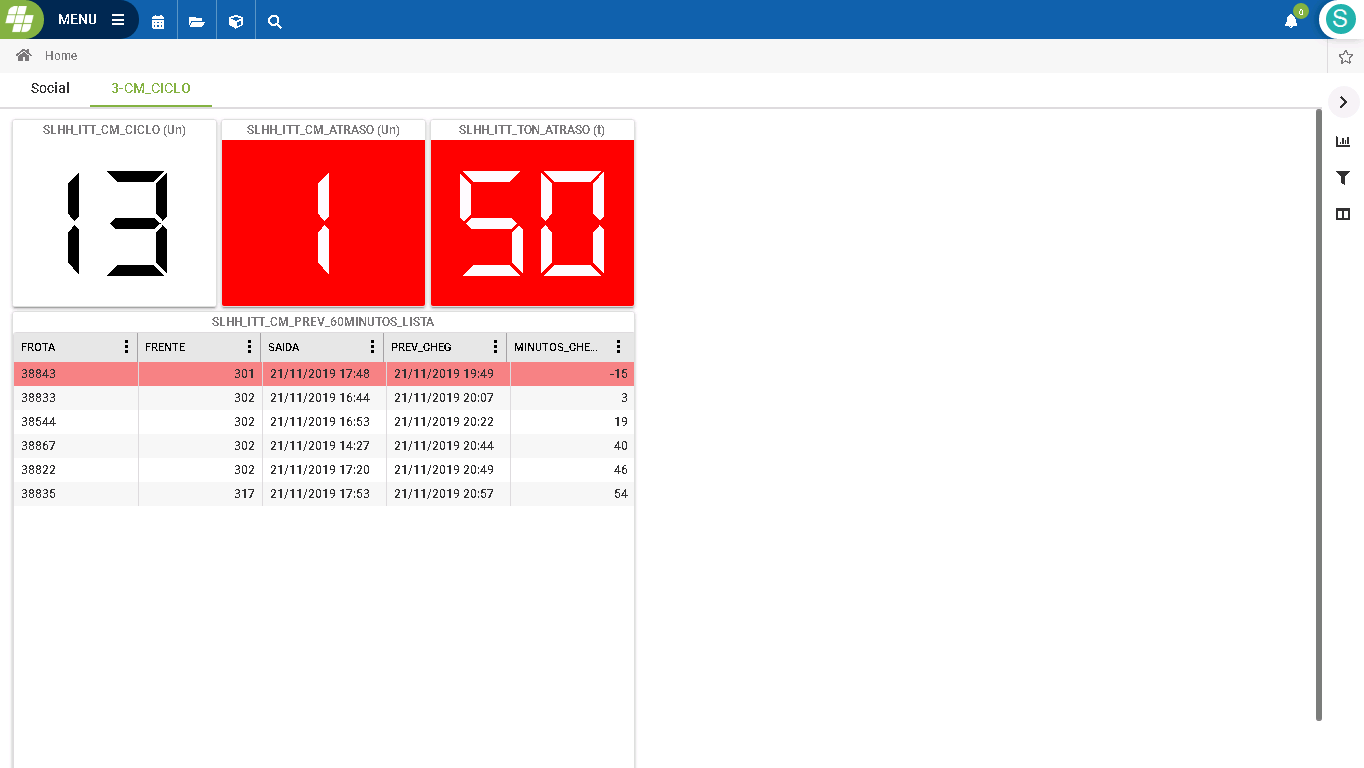 MENU
0
S
Home
Social 3-CM_CICLO
SLHH_ITT_CM_CICLO (Un) SLHH_ITT_CM_ATRASO (Un) SLHH_ITT_TON_ATRASO (t)
13 1 50
SLHH_ITT_CM_PREV_60MINUTOS_LISTA
FROTA FRENTE SAIDA PREV_CHEG MINUTOS_CHE...
38843 301 21/11/2019 17:48 21/11/2019 19:49 -15
38833 302 21/11/2019 16:44 21/11/2019 20:07 3
38544 302 21/11/2019 16:53 21/11/2019 20:22 19
38867 302 21/11/2019 14:27 21/11/2019 20:44 40
38822 302 21/11/2019 17:20 21/11/2019 20:49 46
38835 317 21/11/2019 17:53 21/11/2019 20:57 54